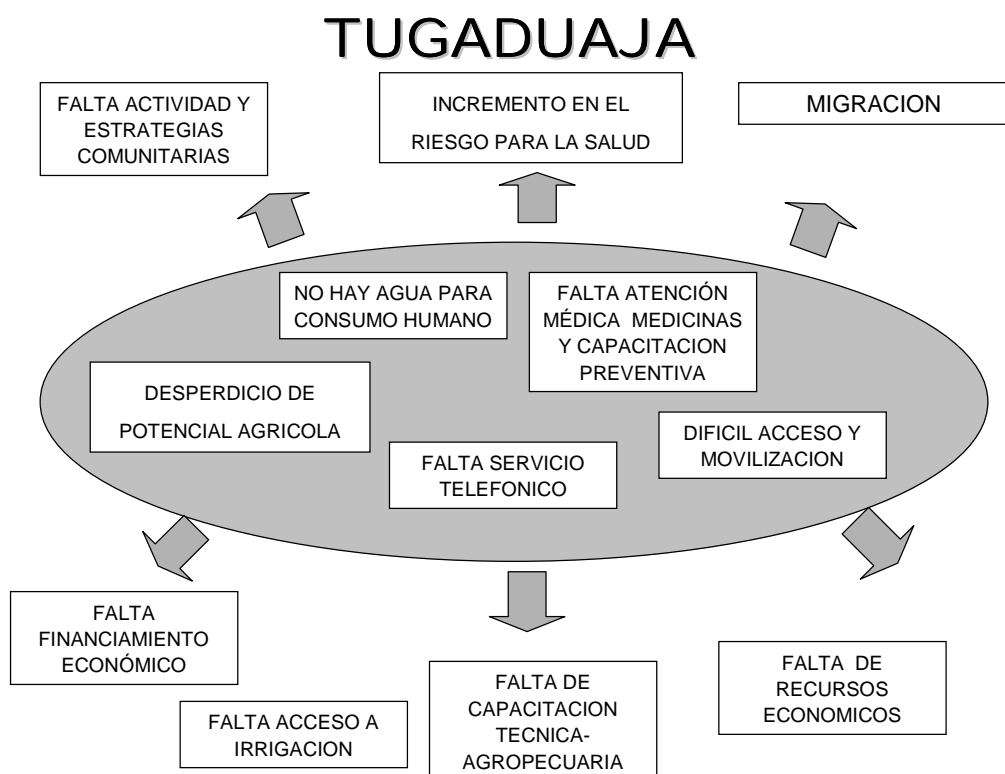 TUGADUAJA
FALTA ACTIVIDAD Y
ESTRATEGIAS
COMUNITARIAS
INCREMENTO EN EL
RIESGO PARA LA SALUD
MIGRACION
NO HAY AGUA PARA
CONSUMO HUMANO
FALTA ATENCIÓN
MÉDICA MEDICINAS
Y CAPACITACION
PREVENTIVA
DESPERDICIO DE
POTENCIAL AGRICOLA
FALTA SERVICIO
TELEFONICO
DIFICIL ACCESO Y
MOVILIZACION
FALTA
FINANCIAMIENTO
ECONÓMICO
FALTA ACCESO A
IRRIGACION
FALTA DE
CAPACITACION
TECNICA-
AGROPECUARIA
FALTA DE
RECURSOS
ECONOMICOS